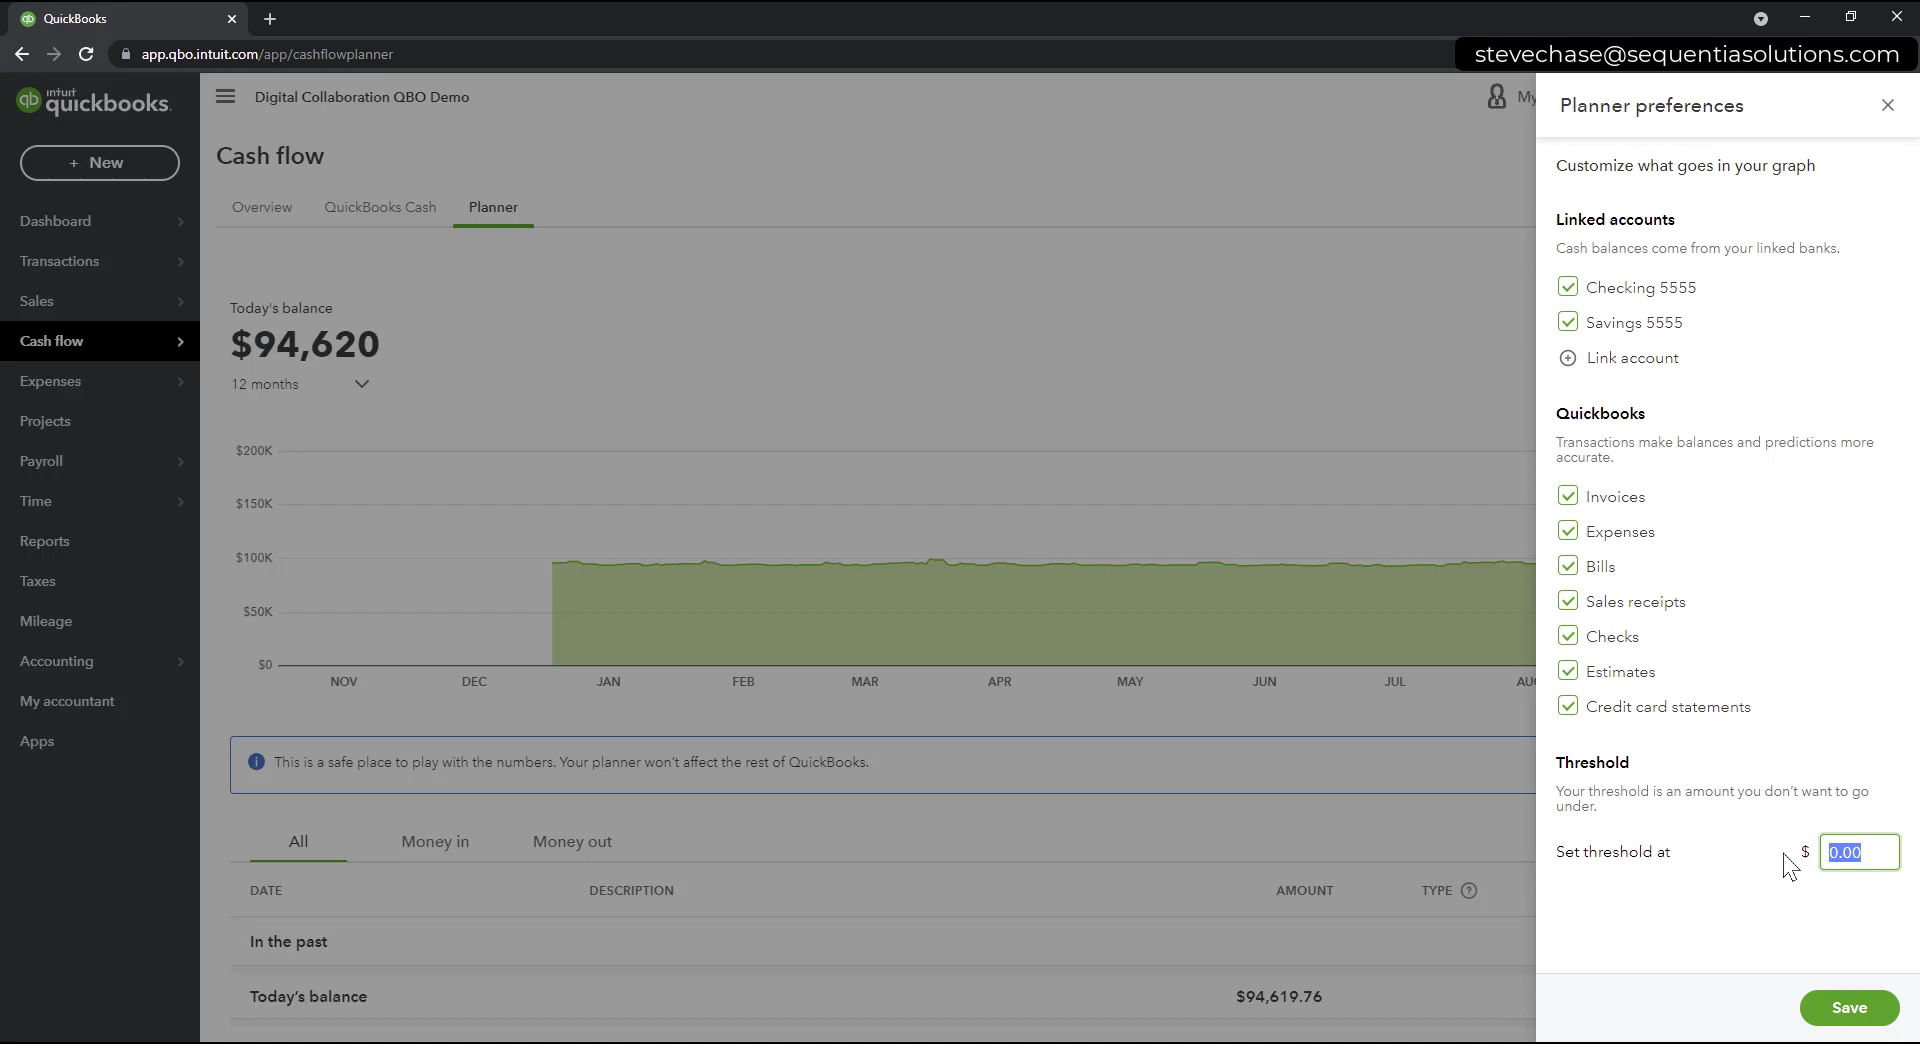 QuickBooks
app.qbo.intuit.com/app/cashflowplanner
stevechase@sequentiasolutions.com
intuit
quickbooks.
Digital Collaboration QBO Demo
My
+ New
Dashboard
Transactions
Sales
Cash flow
Expenses
Projects
Payroll
Time
Reports
Taxes
Mileage
Accounting
My accountant
Apps
Cash flow
Overview
QuickBooks Cash
Planner
Today's balance
$94,620
12 months
$200K
$150K
$100K
$50K
$0
NOV DEC JAN FEB MAR APR MAY JUN JUL AUG
This is a safe place to play with the numbers. Your planner won't affect the rest of QuickBooks.
All
Money in
Money out
DATE DESCRIPTION AMOUNT TYPE ?
In the past
Today's balance $94,619.76
Planner preferences
Customize what goes in your graph
Linked accounts
Cash balances come from your linked banks.
Checking 5555
Savings 5555
Link account
Quickbooks
Transactions make balances and predictions more
accurate.
Invoices
Expenses
Bills
Sales receipts
Checks
Estimates
Credit card statements
Threshold
Your threshold is an amount you don't want to go
under.
Set threshold at $ 0.00
Save